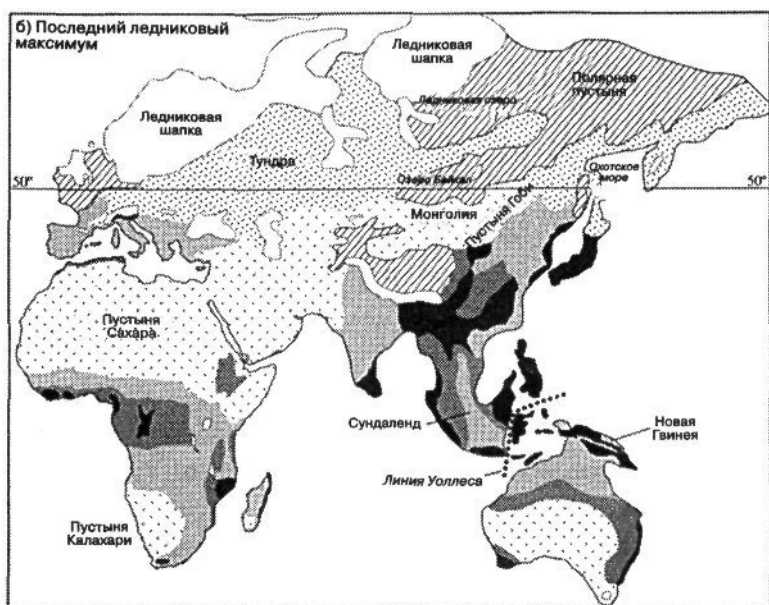 б) Последний ледниковый
максимум
Ледниковая
шапка
Полярная
пустыня
Ледниковое озеро
Ледниковая
шапка
Тундра
Озеро Байкал
Охотское
море
50°
50°
Монголия
Пустыня Гоби
Пустыня
Сахара
Сундаленд
Новая
Гвинея
Линия Уоллеса
Пустыня
Калахари